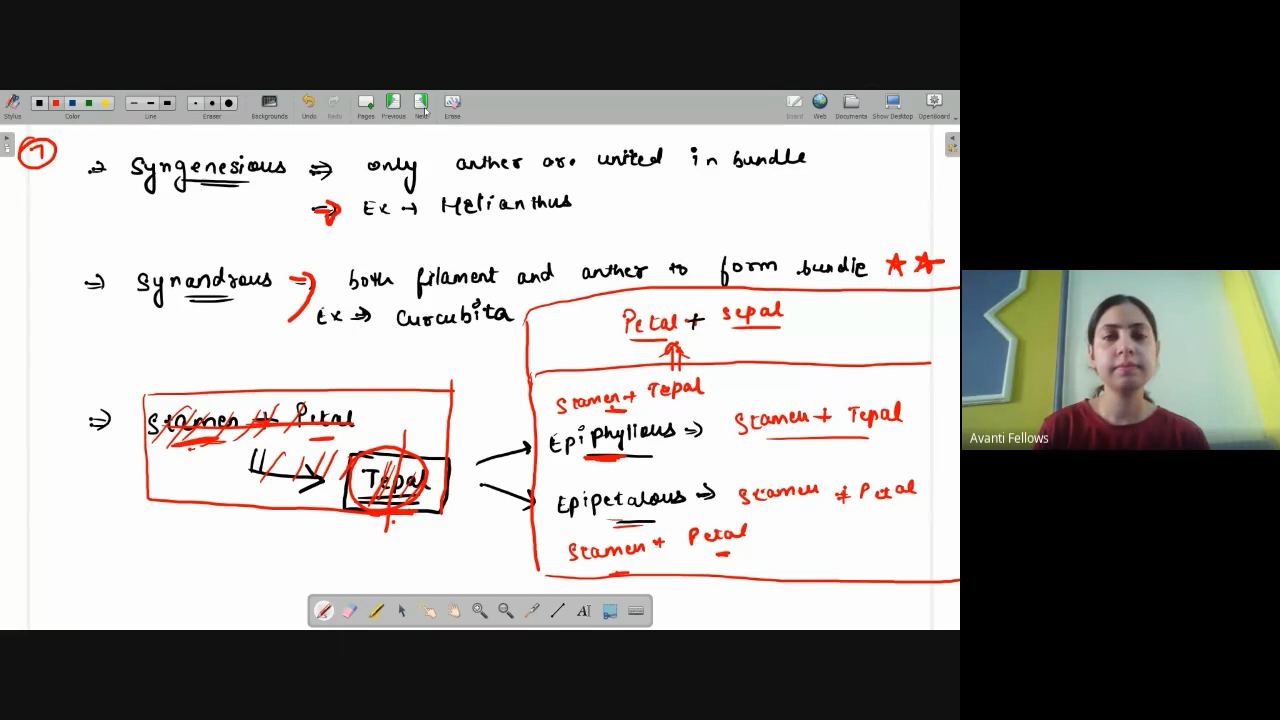 Stylus Color Line Eraser Backgrounds Undo Redo Pages Previous Next Erase Board Web Documents Show Desktop OpenBoard
7
⇒ Syngenesious ⇒ only anther are united in bundle
→ Ex → Helianthus
⇒ Synandrous → both filament and anther to form bundle ★ ★
Ex ⇒ Curcubita
Petal + sepal
⇒ Stamen + Petal
Tepal
Stamen + Tepal
Epiphyllous ⇒ Stamen + Tepal
Epipetalous ⇒ Stamen + Petal
Stamen + Petal
Avanti Fellows